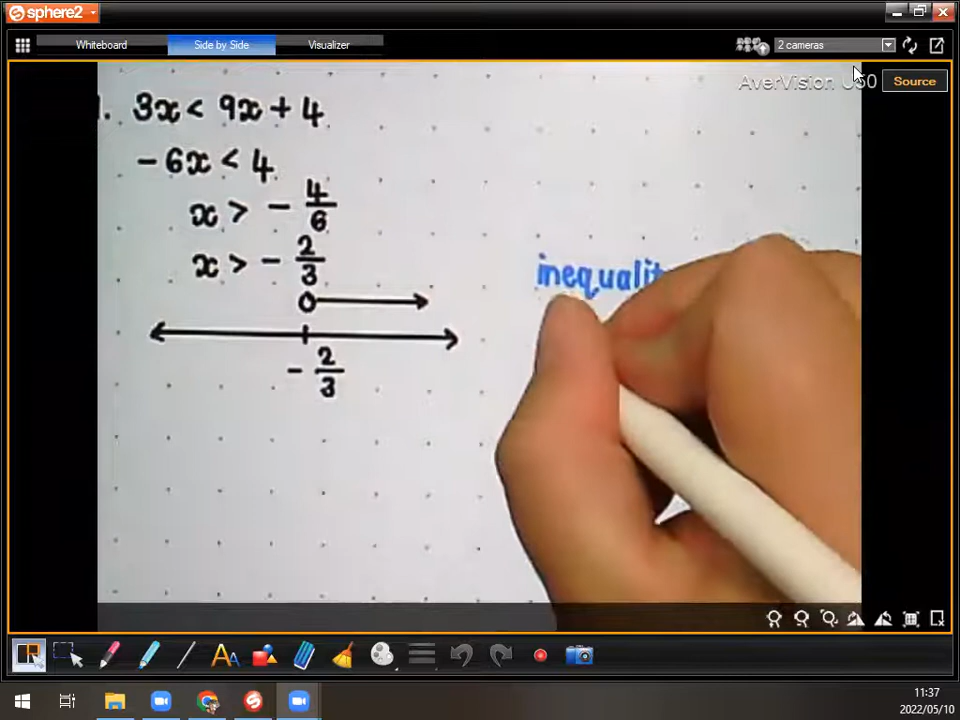 sphere2
Whiteboard Side by Side Visualizer 2 cameras
AverVision Source
1. 3x < 9x + 4
-6x < 4
x > - 4/6
x > - 2/3
- 2/3
11:37
2022/05/10